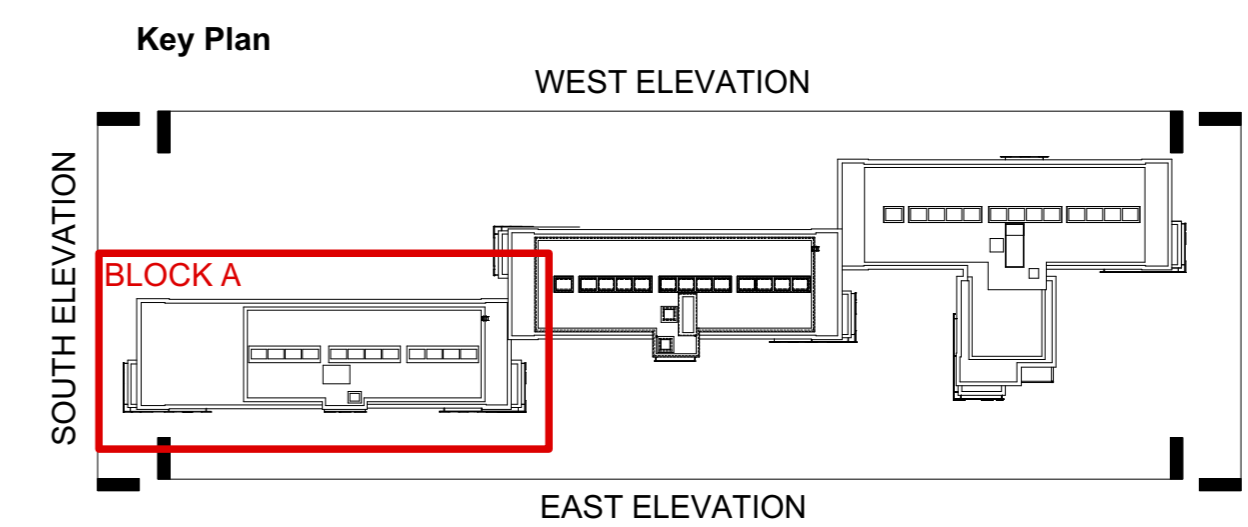 Key Plan
WEST ELEVATION
SOUTH ELEVATION
BLOCK A
EAST ELEVATION